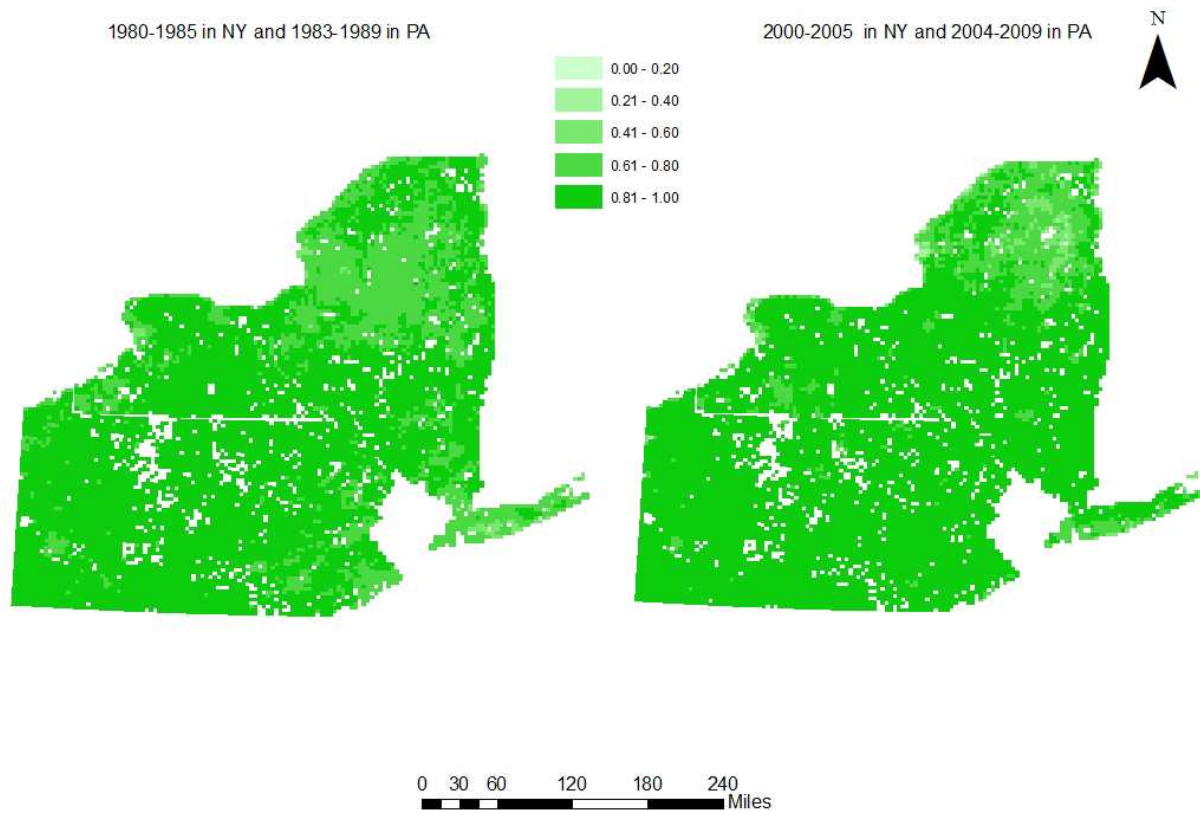 1980-1985 in NY and 1983-1989 in PA
2000-2005 in NY and 2004-2009 in PA
N
0.00 - 0.20
0.21 - 0.40
0.41 - 0.60
0.61 - 0.80
0.81 - 1.00
0 30 60 120 180 240
Miles